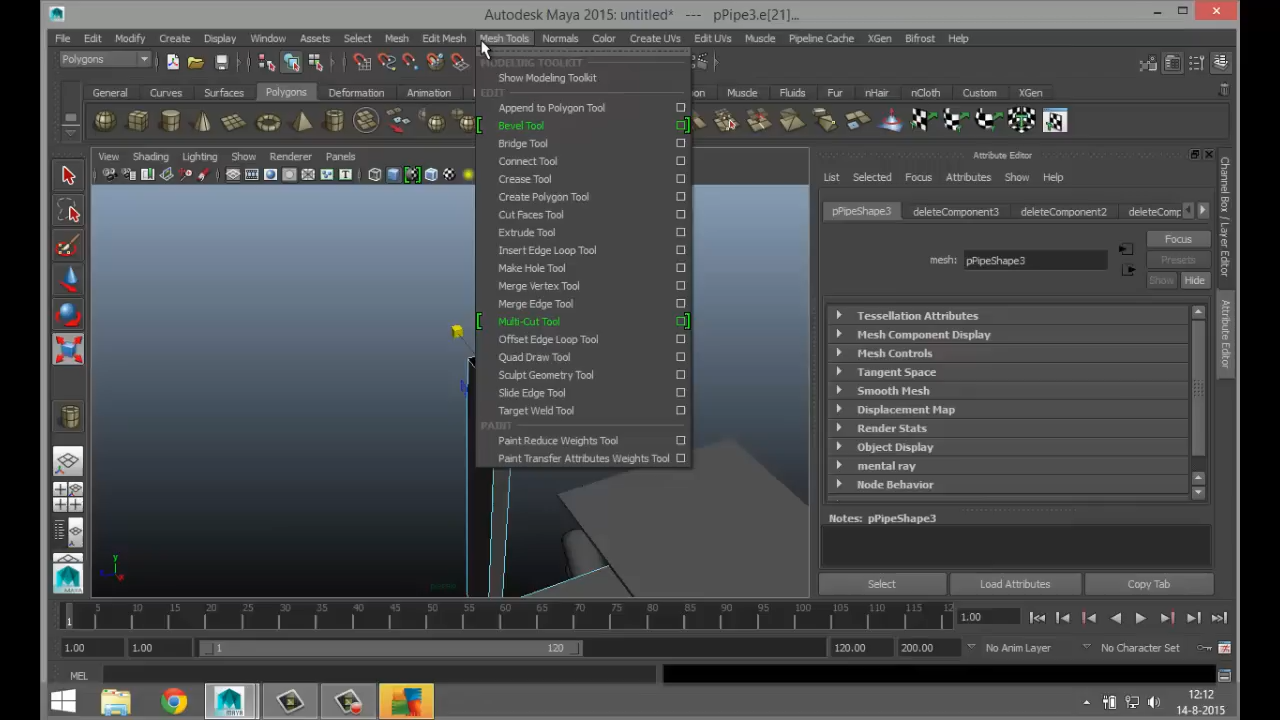 Autodesk Maya 2015: untitled* --- pPipe3.e[21]...
File Edit Modify Create Display Window Assets Select Mesh Edit Mesh Mesh Tools Normals Color Create UVs Edit UVs Muscle Pipeline Cache XGen Bifrost Help
Polygons
General Curves Surfaces Polygons Deformation Animation Muscle Fluids Fur nHair nCloth Custom XGen
MODELING TOOLKIT
Show Modeling Toolkit
EDIT
Append to Polygon Tool
Bevel Tool
Bridge Tool
Connect Tool
Crease Tool
Create Polygon Tool
Cut Faces Tool
Extrude Tool
Insert Edge Loop Tool
Make Hole Tool
Merge Vertex Tool
Merge Edge Tool
Multi-Cut Tool
Offset Edge Loop Tool
Quad Draw Tool
Sculpt Geometry Tool
Slide Edge Tool
Target Weld Tool
PAINT
Paint Reduce Weights Tool
Paint Transfer Attributes Weights Tool
View Shading Lighting Show Renderer Panels
Attribute Editor
List Selected Focus Attributes Show Help
pPipeShape3 deleteComponent3 deleteComponent2 deleteComp
mesh: pPipeShape3
Focus
Presets
Show Hide
Tessellation Attributes
Mesh Component Display
Mesh Controls
Tangent Space
Smooth Mesh
Displacement Map
Render Stats
Object Display
mental ray
Node Behavior
Notes: pPipeShape3
Select Load Attributes Copy Tab
Channel Box / Layer Editor
Attribute Editor
y
1 5 10 15 20 25 30 35 40 45 50 55 60 65 70 75 80 85 90 95 100 105 110 115 12
1.00
1.00 1.00 1 120 120.00 200.00 No Anim Layer No Character Set
MEL
MAYA
12:12
14-8-2015